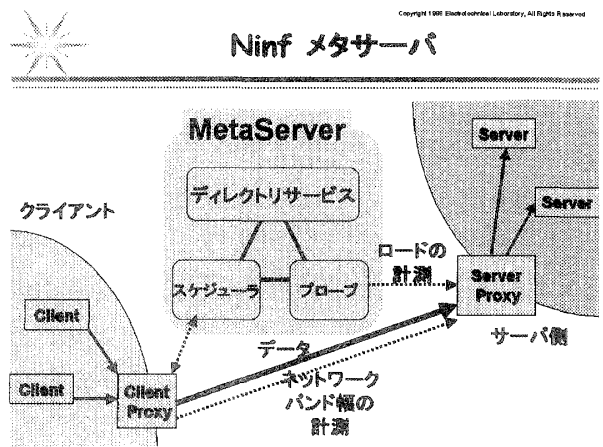 Copyright 1996 Electrotechnical Laboratory, All Rights Reserved
Ninf メタサーバ
MetaServer
Server
ディレクトリサービス
Server
クライアント
ロードの
計測
スケジューラ
プローブ
Server
Proxy
Client
サーバ側
データ
Client
Client
Proxy
ネットワーク
バンド幅の
計測